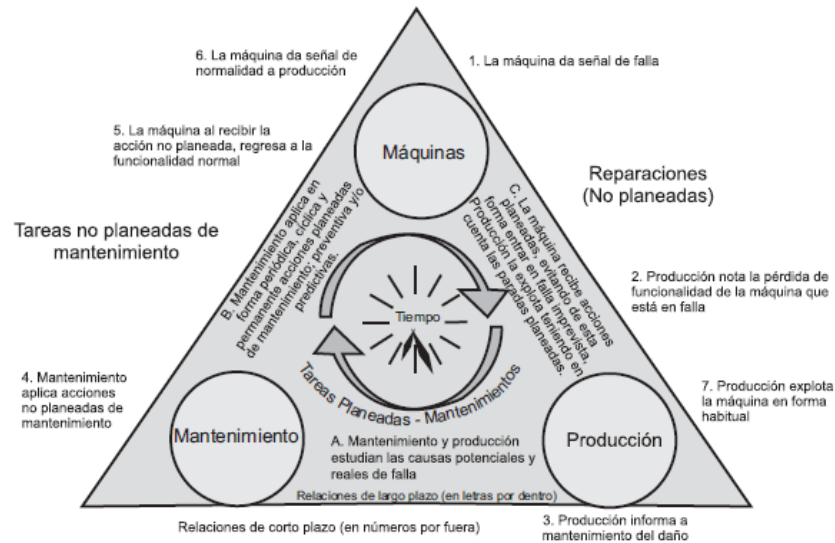 6. La máquina da señal de
normalidad a producción
1. La máquina da señal de falla
5. La máquina al recibir la
acción no planeada, regresa a la
funcionalidad normal
Máquinas
Reparaciones
(No planeadas)
Tareas no planeadas de
mantenimiento
B. Mantenimiento aplica en
forma periódica, cíclica y
permanente acciones planeadas
de mantenimiento; preventiva y/o
predictivas.
C. La máquina recibe acciones
planeadas, evitando de esta
forma entrar en falla imprevista,
Producción la explota teniendo en
cuenta las paradas planeadas.
Tiempo
2. Producción nota la pérdida de
funcionalidad de la máquina que
está en falla
Tareas Planeadas - Mantenimientos
4. Mantenimiento
aplica acciones
no planeadas de
mantenimiento
7. Producción explota
la máquina en forma
habitual
Mantenimiento
A. Mantenimiento y producción
estudian las causas potenciales y
reales de falla
Producción
Relaciones de largo plazo (en letras por dentro)
Relaciones de corto plazo (en números por fuera)
3. Producción informa a
mantenimiento del daño